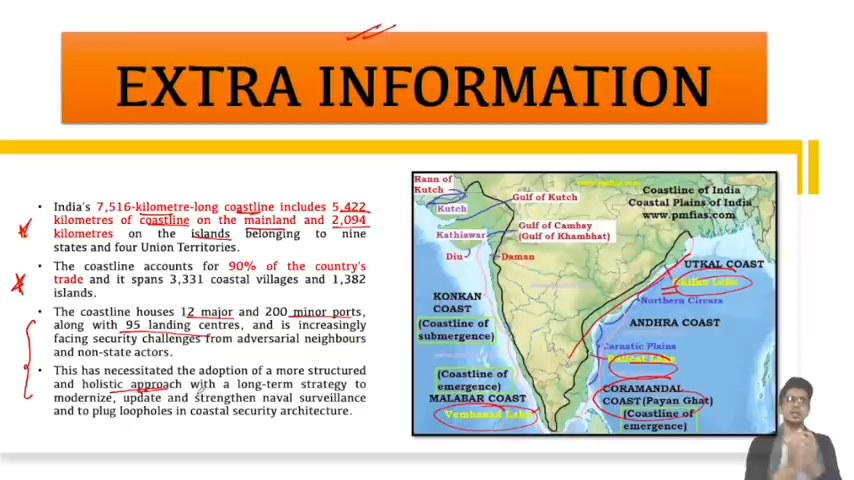 EXTRA INFORMATION
• India's 7,516-kilometre-long coastline includes 5,422
kilometres of coastline on the mainland and 2,094
kilometres on the islands belonging to nine
states and four Union Territories.
• The coastline accounts for 90% of the country's
trade and it spans 3,331 coastal villages and 1,382
islands.
• The coastline houses 12 major and 200 minor ports,
along with 95 landing centres, and is increasingly
facing security challenges from adversarial neighbours
and non-state actors.
• This has necessitated the adoption of a more structured
and holistic approach with a long-term strategy to
modernize, update and strengthen naval surveillance
and to plug loopholes in coastal security architecture.
Rann of
Kutch
Kutch
Gulf of Kutch
Kathiawar
Gulf of Cambay
(Gulf of Khambhat)
Diu
Daman
Coastline of India
Coastal Plains of India
www.pmfias.com
KONKAN
COAST
(Coastline of
submergence)
(Coastline of
emergence)
MALABAR COAST
Vembanad Lake
UTKAL COAST
Lake
Northern Circars
ANDHRA COAST
Carnatic Plains
Lake
CORAMANDAL
COAST (Payan Ghat)
(Coastline of
emergence)